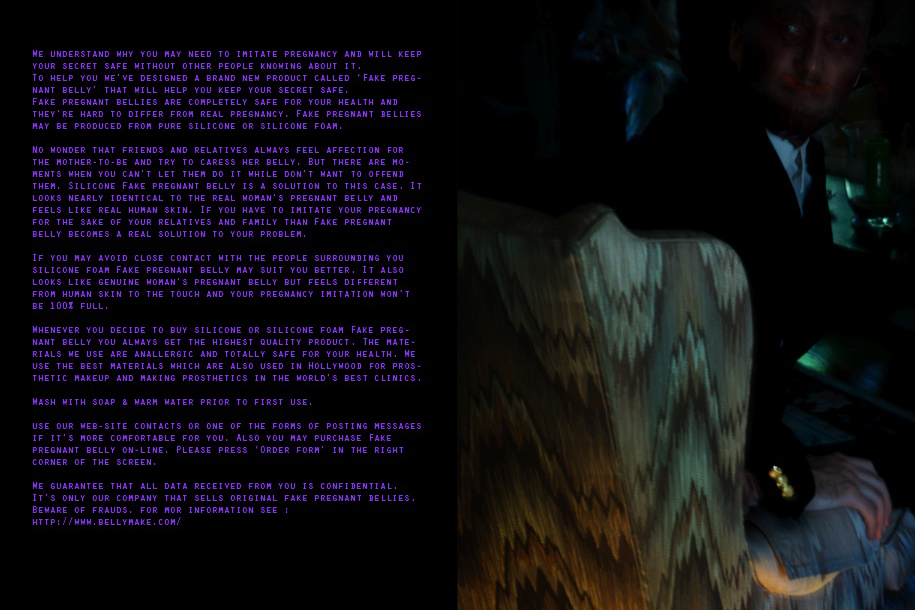 We understand why you may need to imitate pregnancy and will keep
your secret safe without other people knowing about it.
To help you we've designed a brand new product called 'Fake preg-
nant belly' that will help you keep your secret safe.
Fake pregnant bellies are completely safe for your health and
they're hard to differ from real pregnancy. Fake pregnant bellies
may be produced from pure silicone or silicone foam.

No wonder that friends and relatives always feel affection for
the mother-to-be and try to caress her belly. But there are mo-
ments when you can't let them do it while don't want to offend
them. Silicone Fake pregnant belly is a solution to this case. It
looks nearly identical to the real woman's pregnant belly and
feels like real human skin. If you have to imitate your pregnancy
for the sake of your relatives and family than Fake pregnant
belly becomes a real solution to your problem.

If you may avoid close contact with the people surrounding you
silicone foam Fake pregnant belly may suit you better. It also
looks like genuine woman's pregnant belly but feels different
from human skin to the touch and your pregnancy imitation won't
be 100% full.

Whenever you decide to buy silicone or silicone foam Fake preg-
nant belly you always get the highest quality product. The mate-
rials we use are anallergic and totally safe for your health. We
use the best materials which are also used in Hollywood for pros-
thetic makeup and making prosthetics in the world's best clinics.

Wash with soap & warm water prior to first use.

use our web-site contacts or one of the forms of posting messages
if it's more comfortable for you. Also you may purchase Fake
pregnant belly on-line. Please press 'Order form' in the right
corner of the screen.

We guarantee that all data received from you is confidential.
It's only our company that sells original fake pregnant bellies.
Beware of frauds. for mor information see :
http://www.bellymake.com/